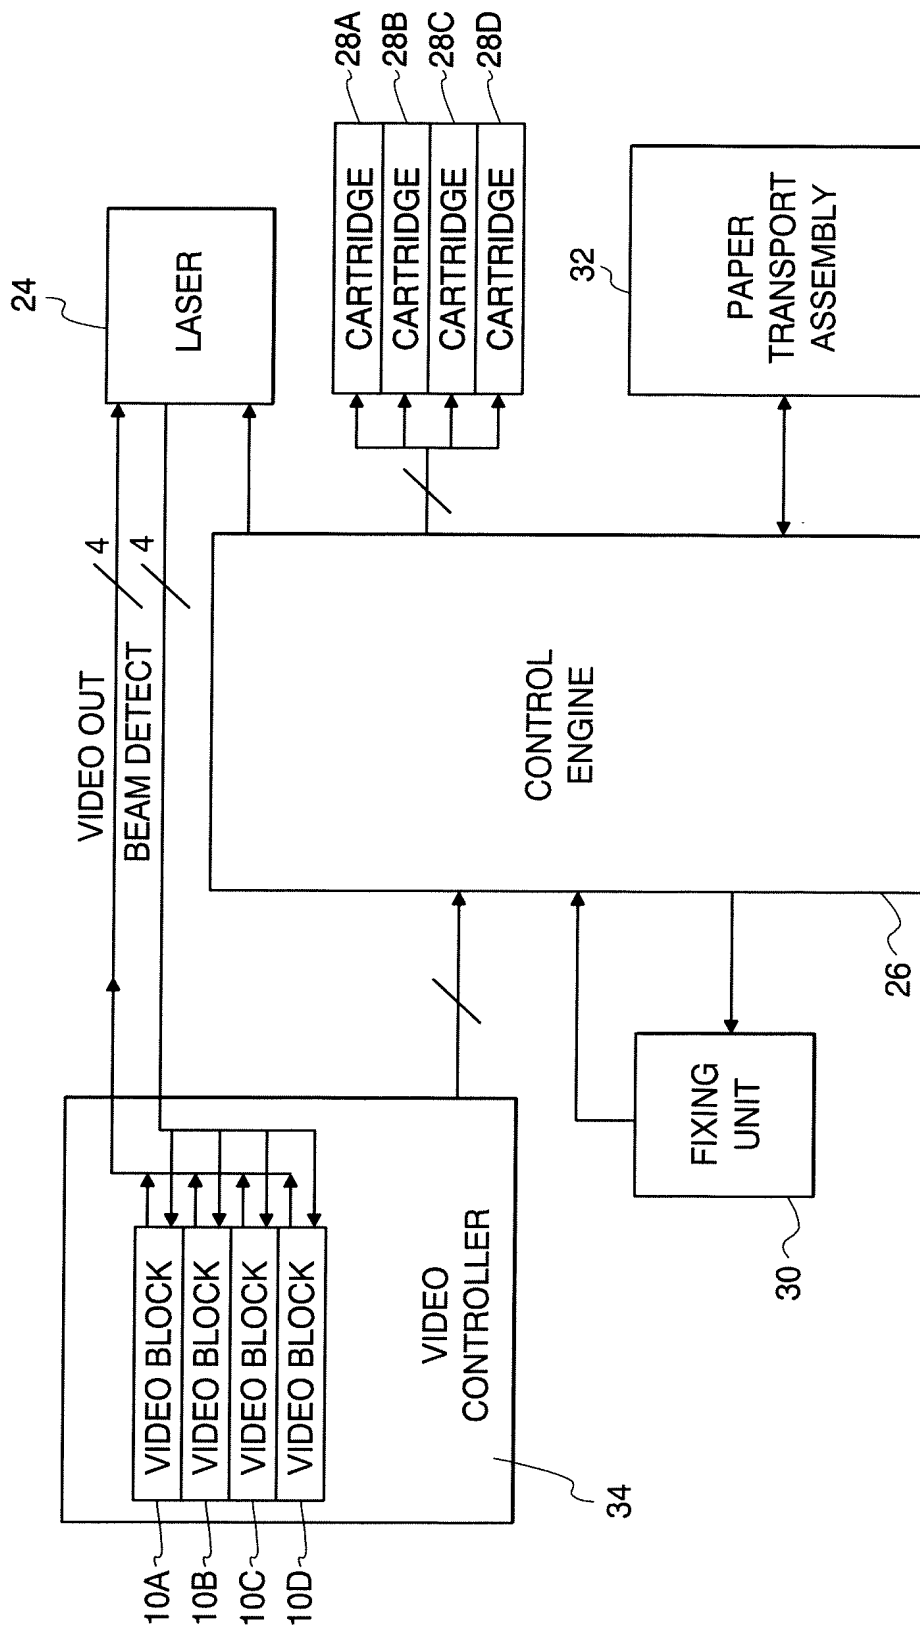 10A
10B
10C
10D
VIDEO BLOCK
VIDEO BLOCK
VIDEO BLOCK
VIDEO BLOCK
VIDEO
CONTROLLER
34
VIDEO OUT
4
BEAM DETECT
4
24
LASER
CONTROL
ENGINE
26
FIXING
UNIT
30
CARTRIDGE
28A
CARTRIDGE
28B
CARTRIDGE
28C
CARTRIDGE
28D
32
PAPER
TRANSPORT
ASSEMBLY